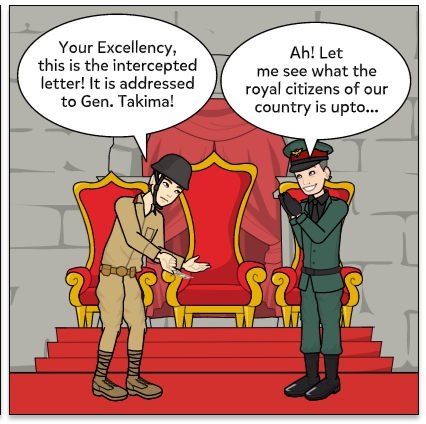 Your Excellency,
this is the intercepted
letter! It is addressed
to Gen. Takima!
Ah! Let
me see what the
royal citizens of our
country is upto...